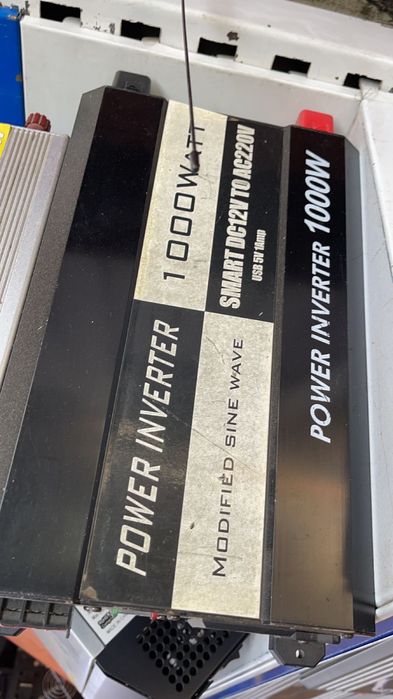 POWER INVERTER
1000WATT
MODIFIED SINE WAVE
SMART DC12V TO AC220V
USB 5V 1Amp
POWER INVERTER 1000W